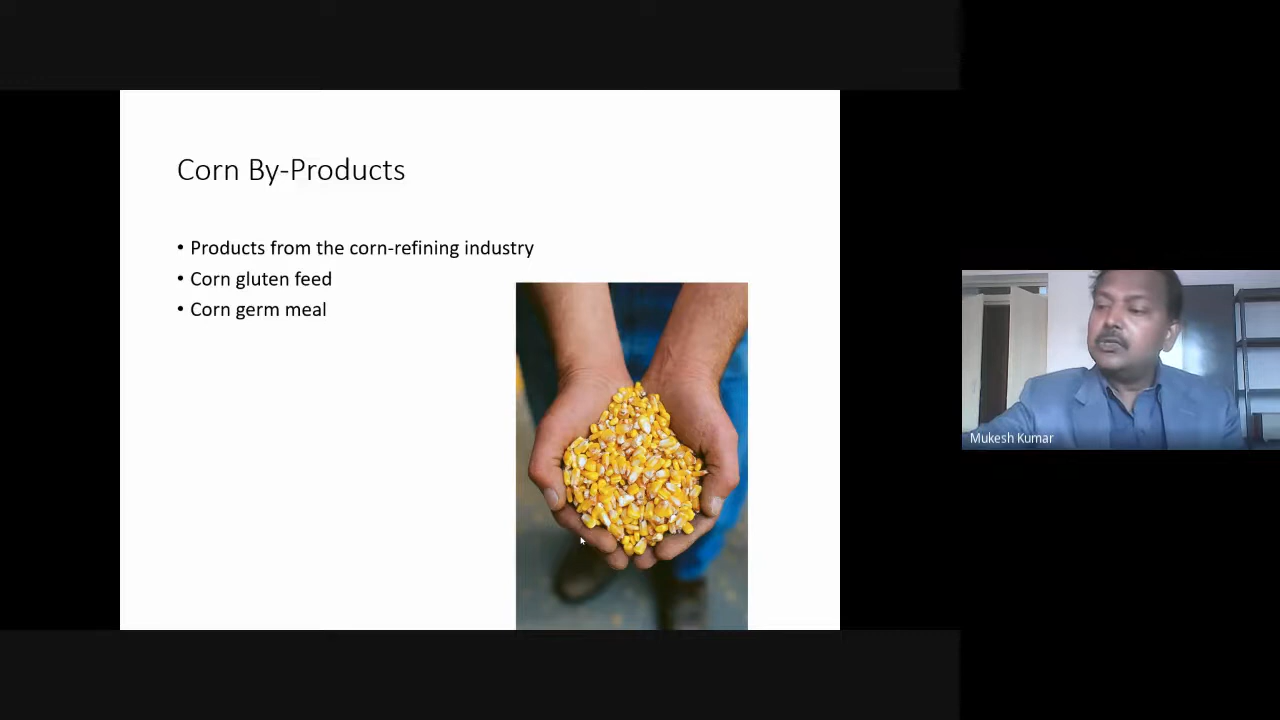 Corn By-Products
• Products from the corn-refining industry
• Corn gluten feed
• Corn germ meal
Mukesh Kumar